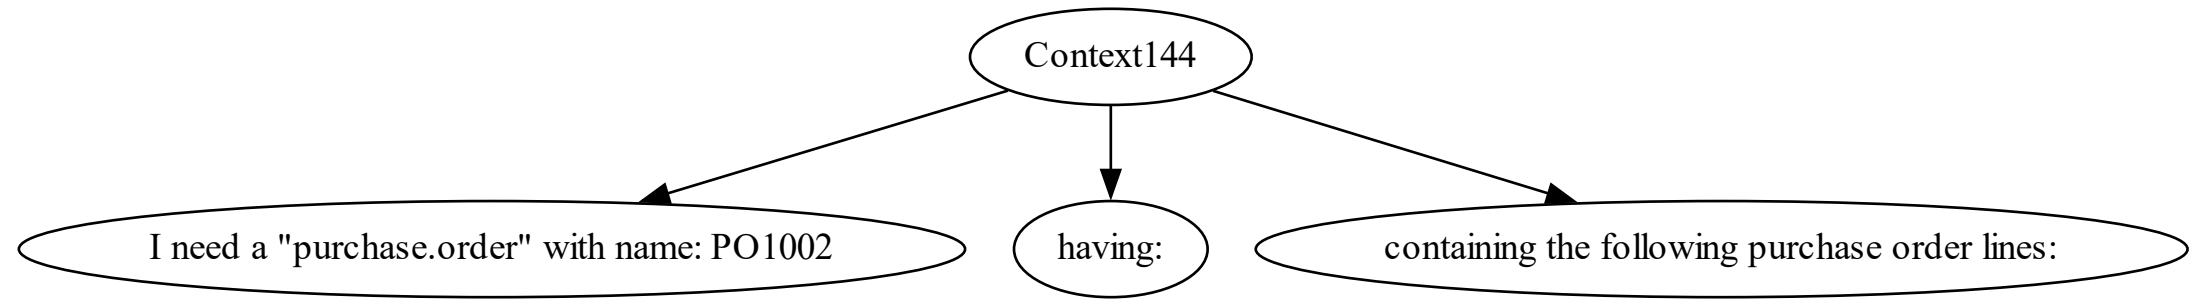 Context144
I need a "purchase.order" with name: PO1002
having:
containing the following purchase order lines: